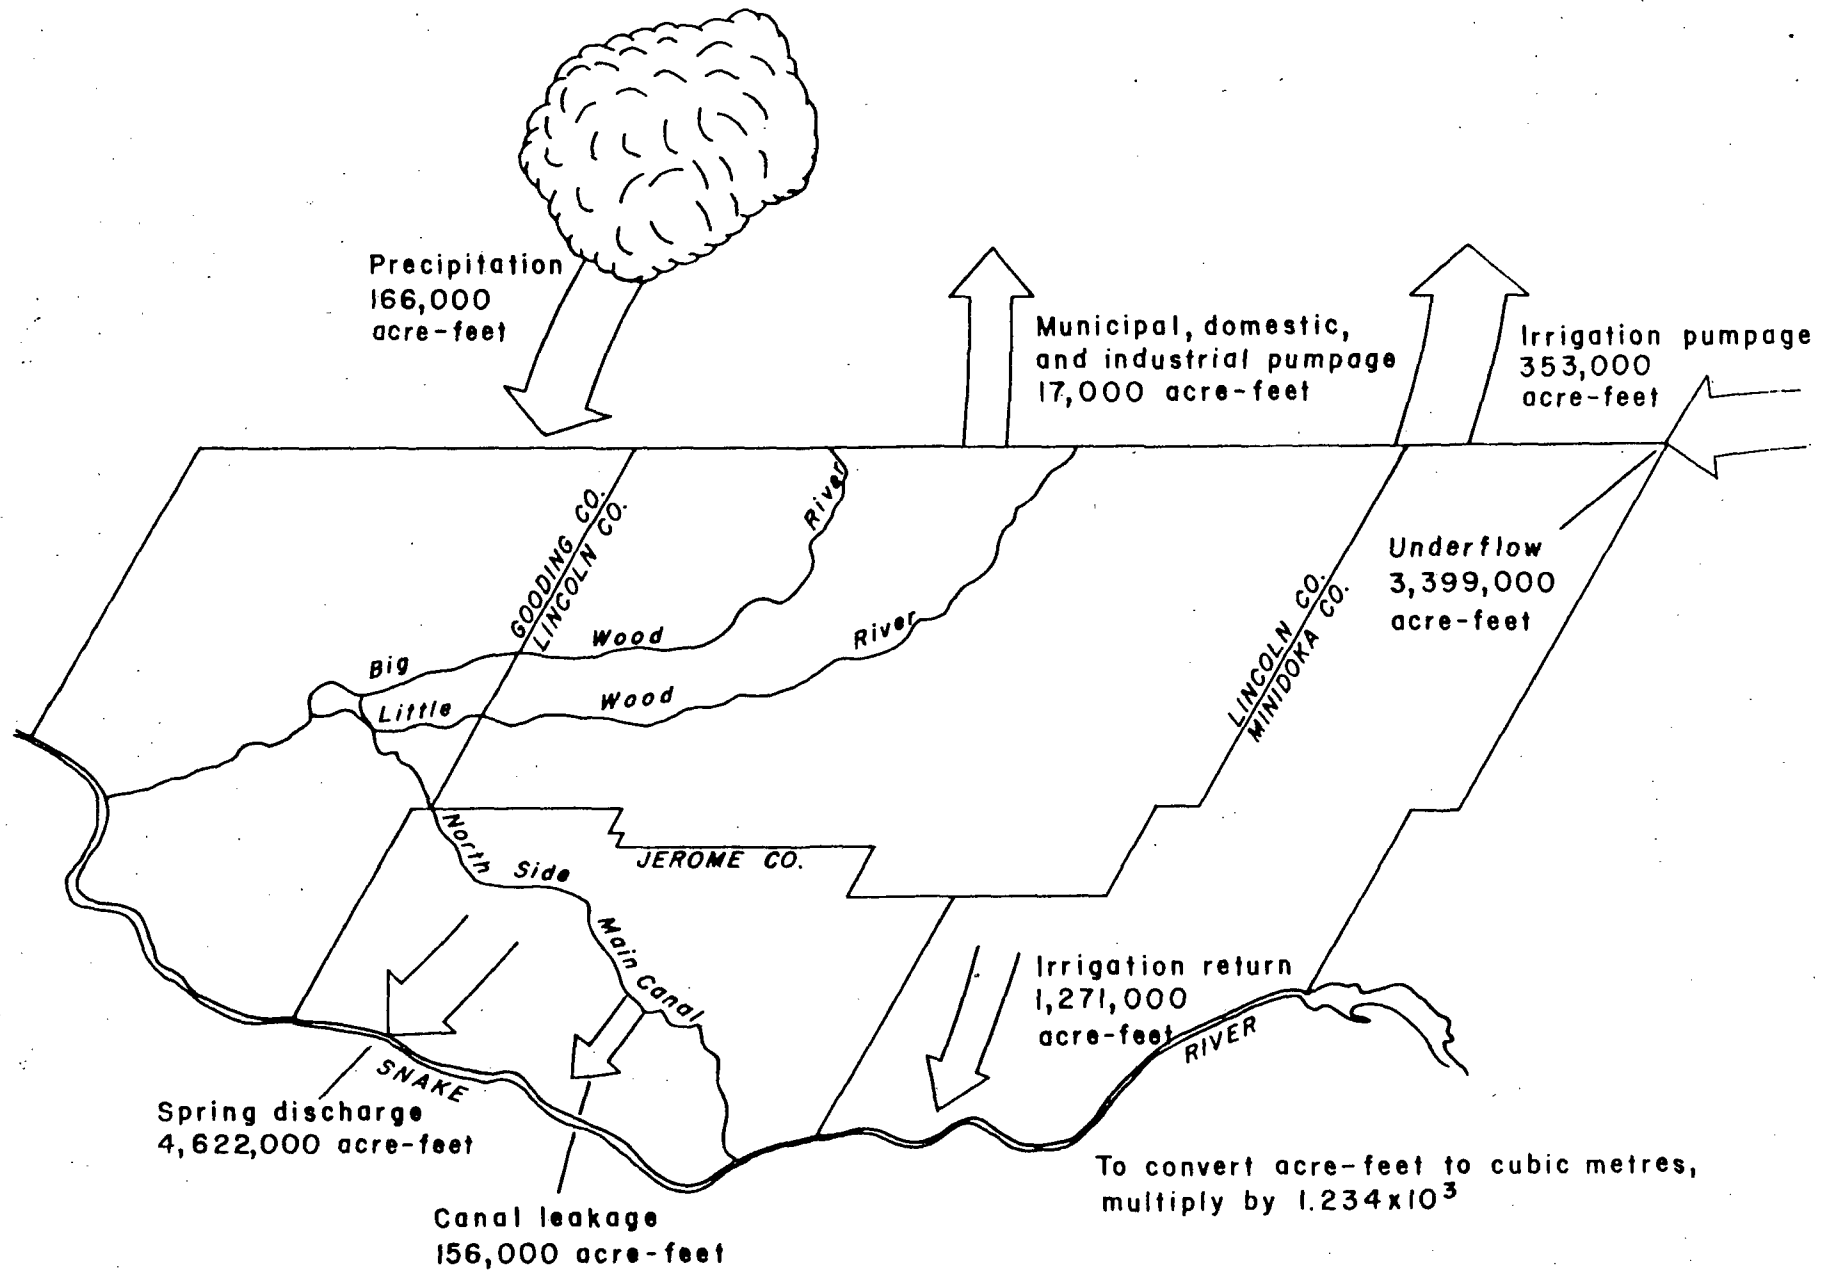 Precipitation
166,000
acre-feet
Municipal, domestic,
and industrial pumpage
17,000 acre-feet
Irrigation pumpage
353,000
acre-feet
Underflow
3,399,000
acre-feet
GOODING CO.
LINCOLN CO.
River
Big Wood
River
Little Wood
LINCOLN CO.
MINIDOKA CO.
North Side Main Canal
JEROME CO.
Irrigation return
1,271,000
acre-feet
SNAKE RIVER
Spring discharge
4,622,000 acre-feet
Canal leakage
156,000 acre-feet
To convert acre-feet to cubic metres,
multiply by 1.234x10³